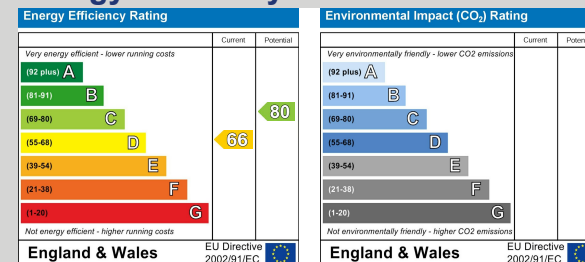 Energy Efficiency Rating
Current Potential
Very energy efficient - lower running costs
(92 plus) A
(81-91) B
(69-80) C
80
(55-68) D
66
(39-54) E
(21-38) F
(1-20) G
Not energy efficient - higher running costs
England & Wales
EU Directive
2002/91/EC
Environmental Impact (CO₂) Rating
Current
Very environmentally friendly - lower CO2 emissions
(92 plus) A
(81-91) B
(69-80) C
(55-68) D
(39-54) E
(21-38) F
(1-20) G
Not environmentally friendly - higher CO2 emissions
England & Wales
EU Directive
2002/91/EC